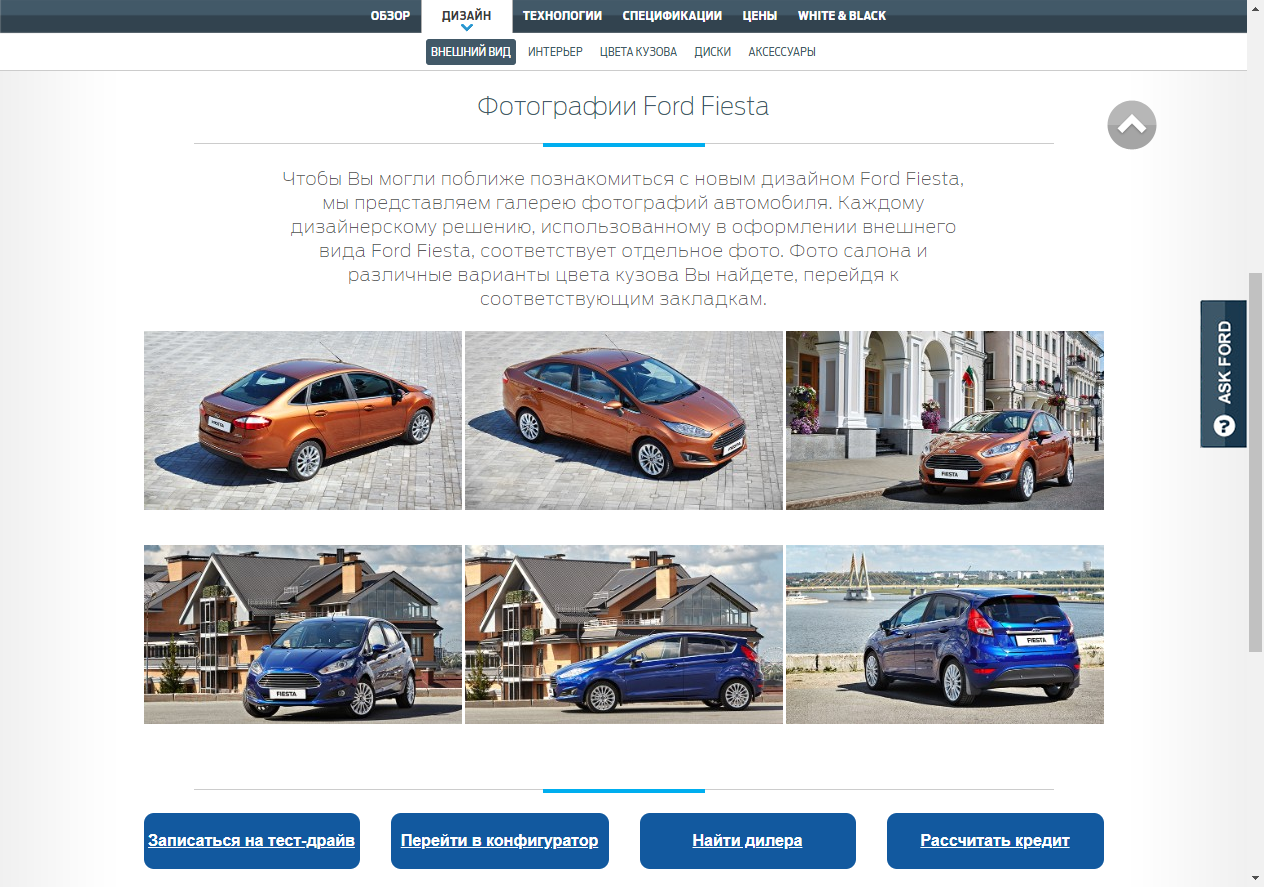 ОБЗОР ДИЗАЙН ТЕХНОЛОГИИ СПЕЦИФИКАЦИИ ЦЕНЫ WHITE & BLACK
ВНЕШНИЙ ВИД ИНТЕРЬЕР ЦВЕТА КУЗОВА ДИСКИ АКСЕССУАРЫ
Фотографии Ford Fiesta
Чтобы Вы могли поближе познакомиться с новым дизайном Ford Fiesta,
мы представляем галерею фотографий автомобиля. Каждому
дизайнерскому решению, использованному в оформлении внешнего
вида Ford Fiesta, соответствует отдельное фото. Фото салона и
различные варианты цвета кузова Вы найдете, перейдя к
соответствующим закладкам.
ASK FORD
?
FIESTA
FIESTA
FIESTA
FIESTA
FIESTA
Записаться на тест-драйв Перейти в конфигуратор Найти дилера Рассчитать кредит